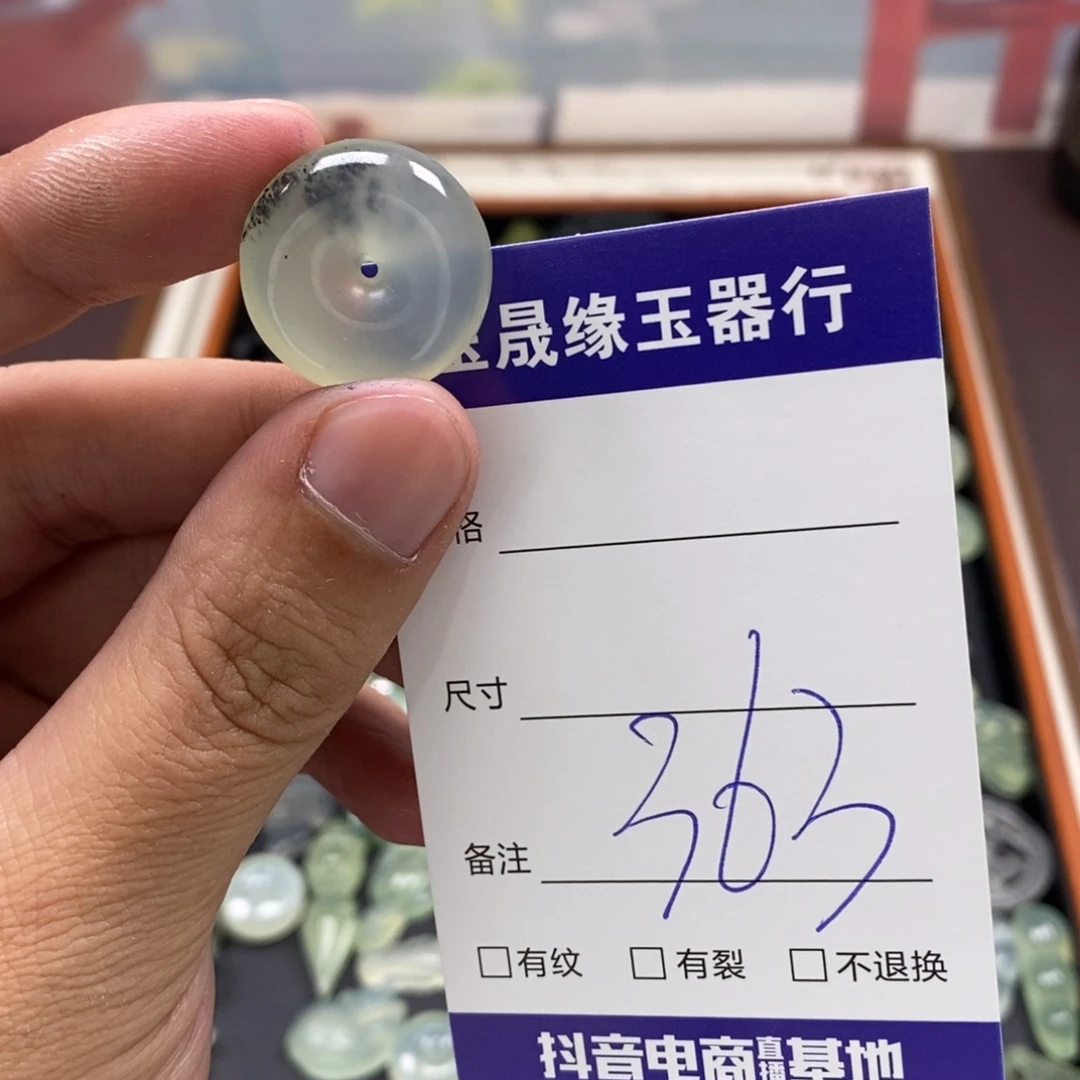 晟缘玉器行
格
尺寸
363
备注
□有纹 □有裂 □不退换
抖音电商直播基地